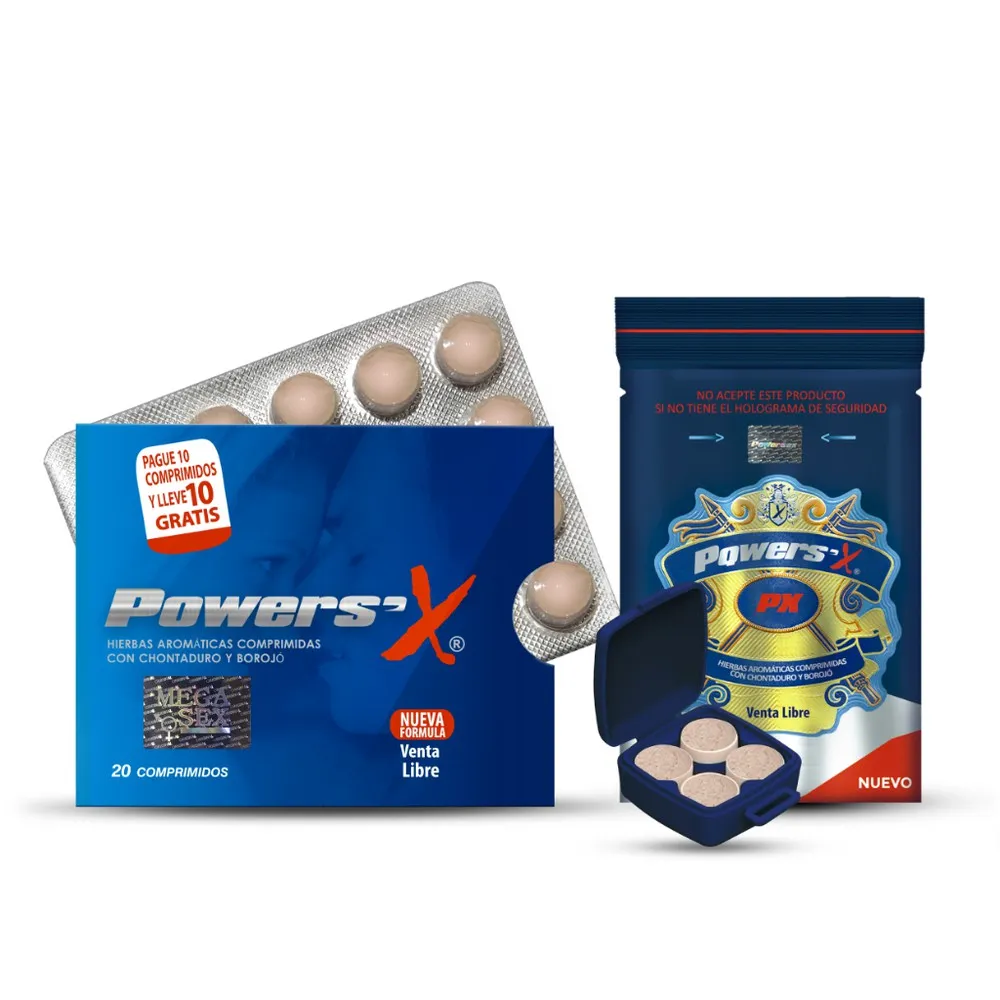 PAGUE 10
COMPRIMIDOS
Y LLEVE 10
GRATIS
Powers'X®
HIERBAS AROMÁTICAS COMPRIMIDAS
CON CHONTADURO Y BOROJÓ
MEGA
SEX
NUEVA
FORMULA
Venta
Libre
20 COMPRIMIDOS
NO ACEPTE ESTE PRODUCTO
SI NO TIENE EL HOLOGRAMA DE SEGURIDAD
Powersex
X
Powers'X®
PX
HIERBAS AROMÁTICAS COMPRIMIDAS
CON CHONTADURO Y BOROJÓ
Venta Libre
NUEVO